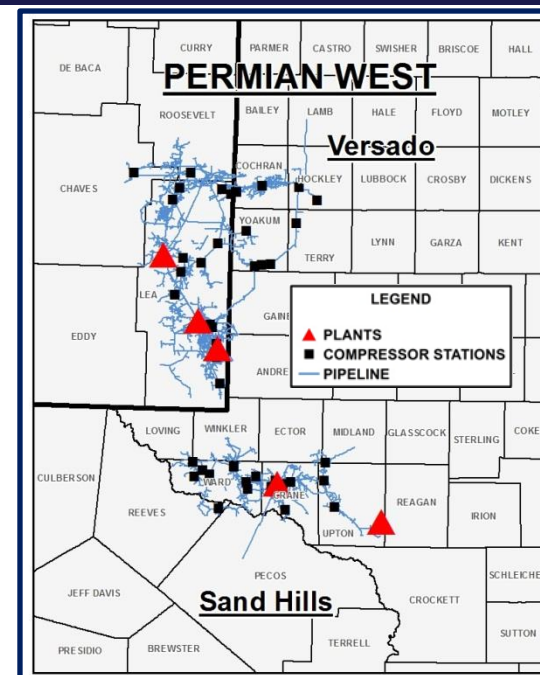 CURRY
PARMER
CASTRO
SWISHER
BRISCOE
HALL
DE BACA
PERMIAN WEST
ROOSEVELT
BAILEY
LAMB
HALE
FLOYD
MOTLEY
Versado
COCHRAN
HOCKLEY
LUBBOCK
CROSBY
DICKENS
CHAVES
YOAKUM
TERRY
LYNN
GARZA
KENT
LEA
EDDY
GAINE
LEGEND
PLANTS
COMPRESSOR STATIONS
PIPELINE
ANDRE
LOVING
WINKLER
ECTOR
MIDLAND
GLASSCOCK
STERLING
COKE
CULBERSON
WARD
CRANE
REAGAN
REEVES
UPTON
IRION
PECOS
SCHLEICHE
JEFF DAVIS
Sand Hills
CROCKETT
PRESIDIO
BREWSTER
TERRELL
SUTTON